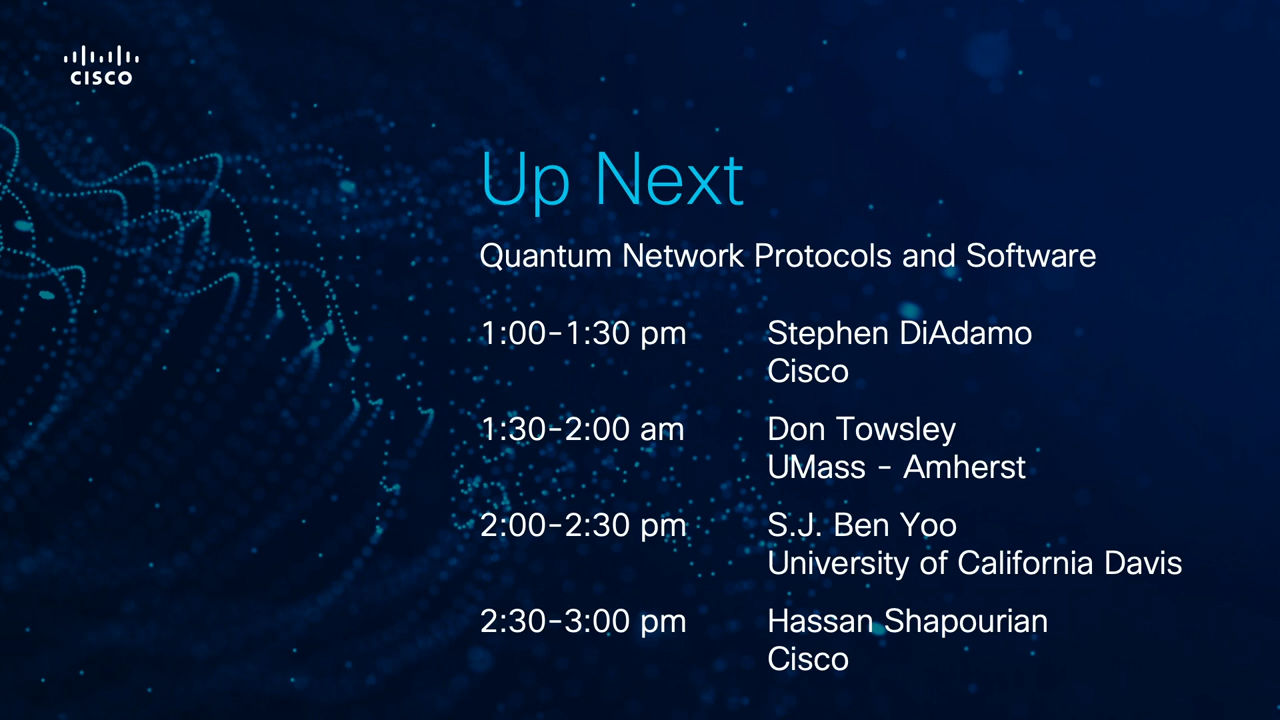 CISCO
Up Next
Quantum Network Protocols and Software
1:00-1:30 pm Stephen DiAdamo
Cisco
1:30-2:00 am Don Towsley
UMass - Amherst
2:00-2:30 pm S.J. Ben Yoo
University of California Davis
2:30-3:00 pm Hassan Shapourian
Cisco